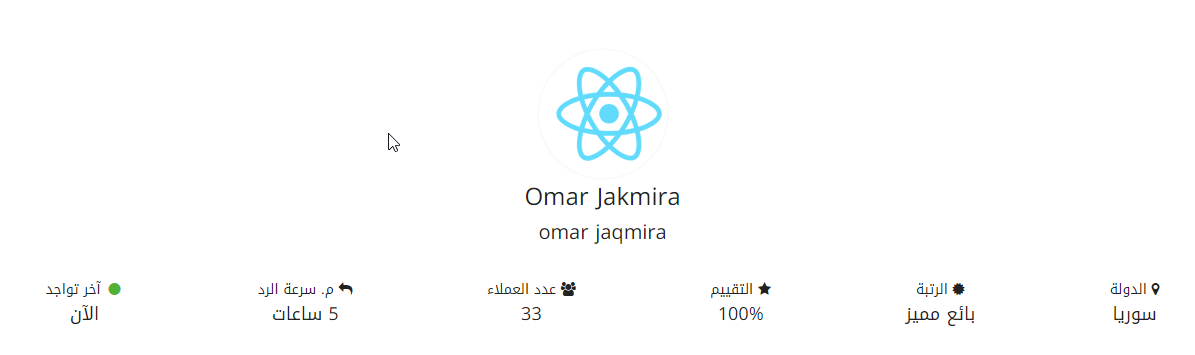 Omar Jakmira
omar jaqmira
الدولة
سوريا
الرتبة
بائع مميز
التقييم
100%
عدد العملاء
33
م. سرعة الرد
5 ساعات
آخر تواجد
الآن